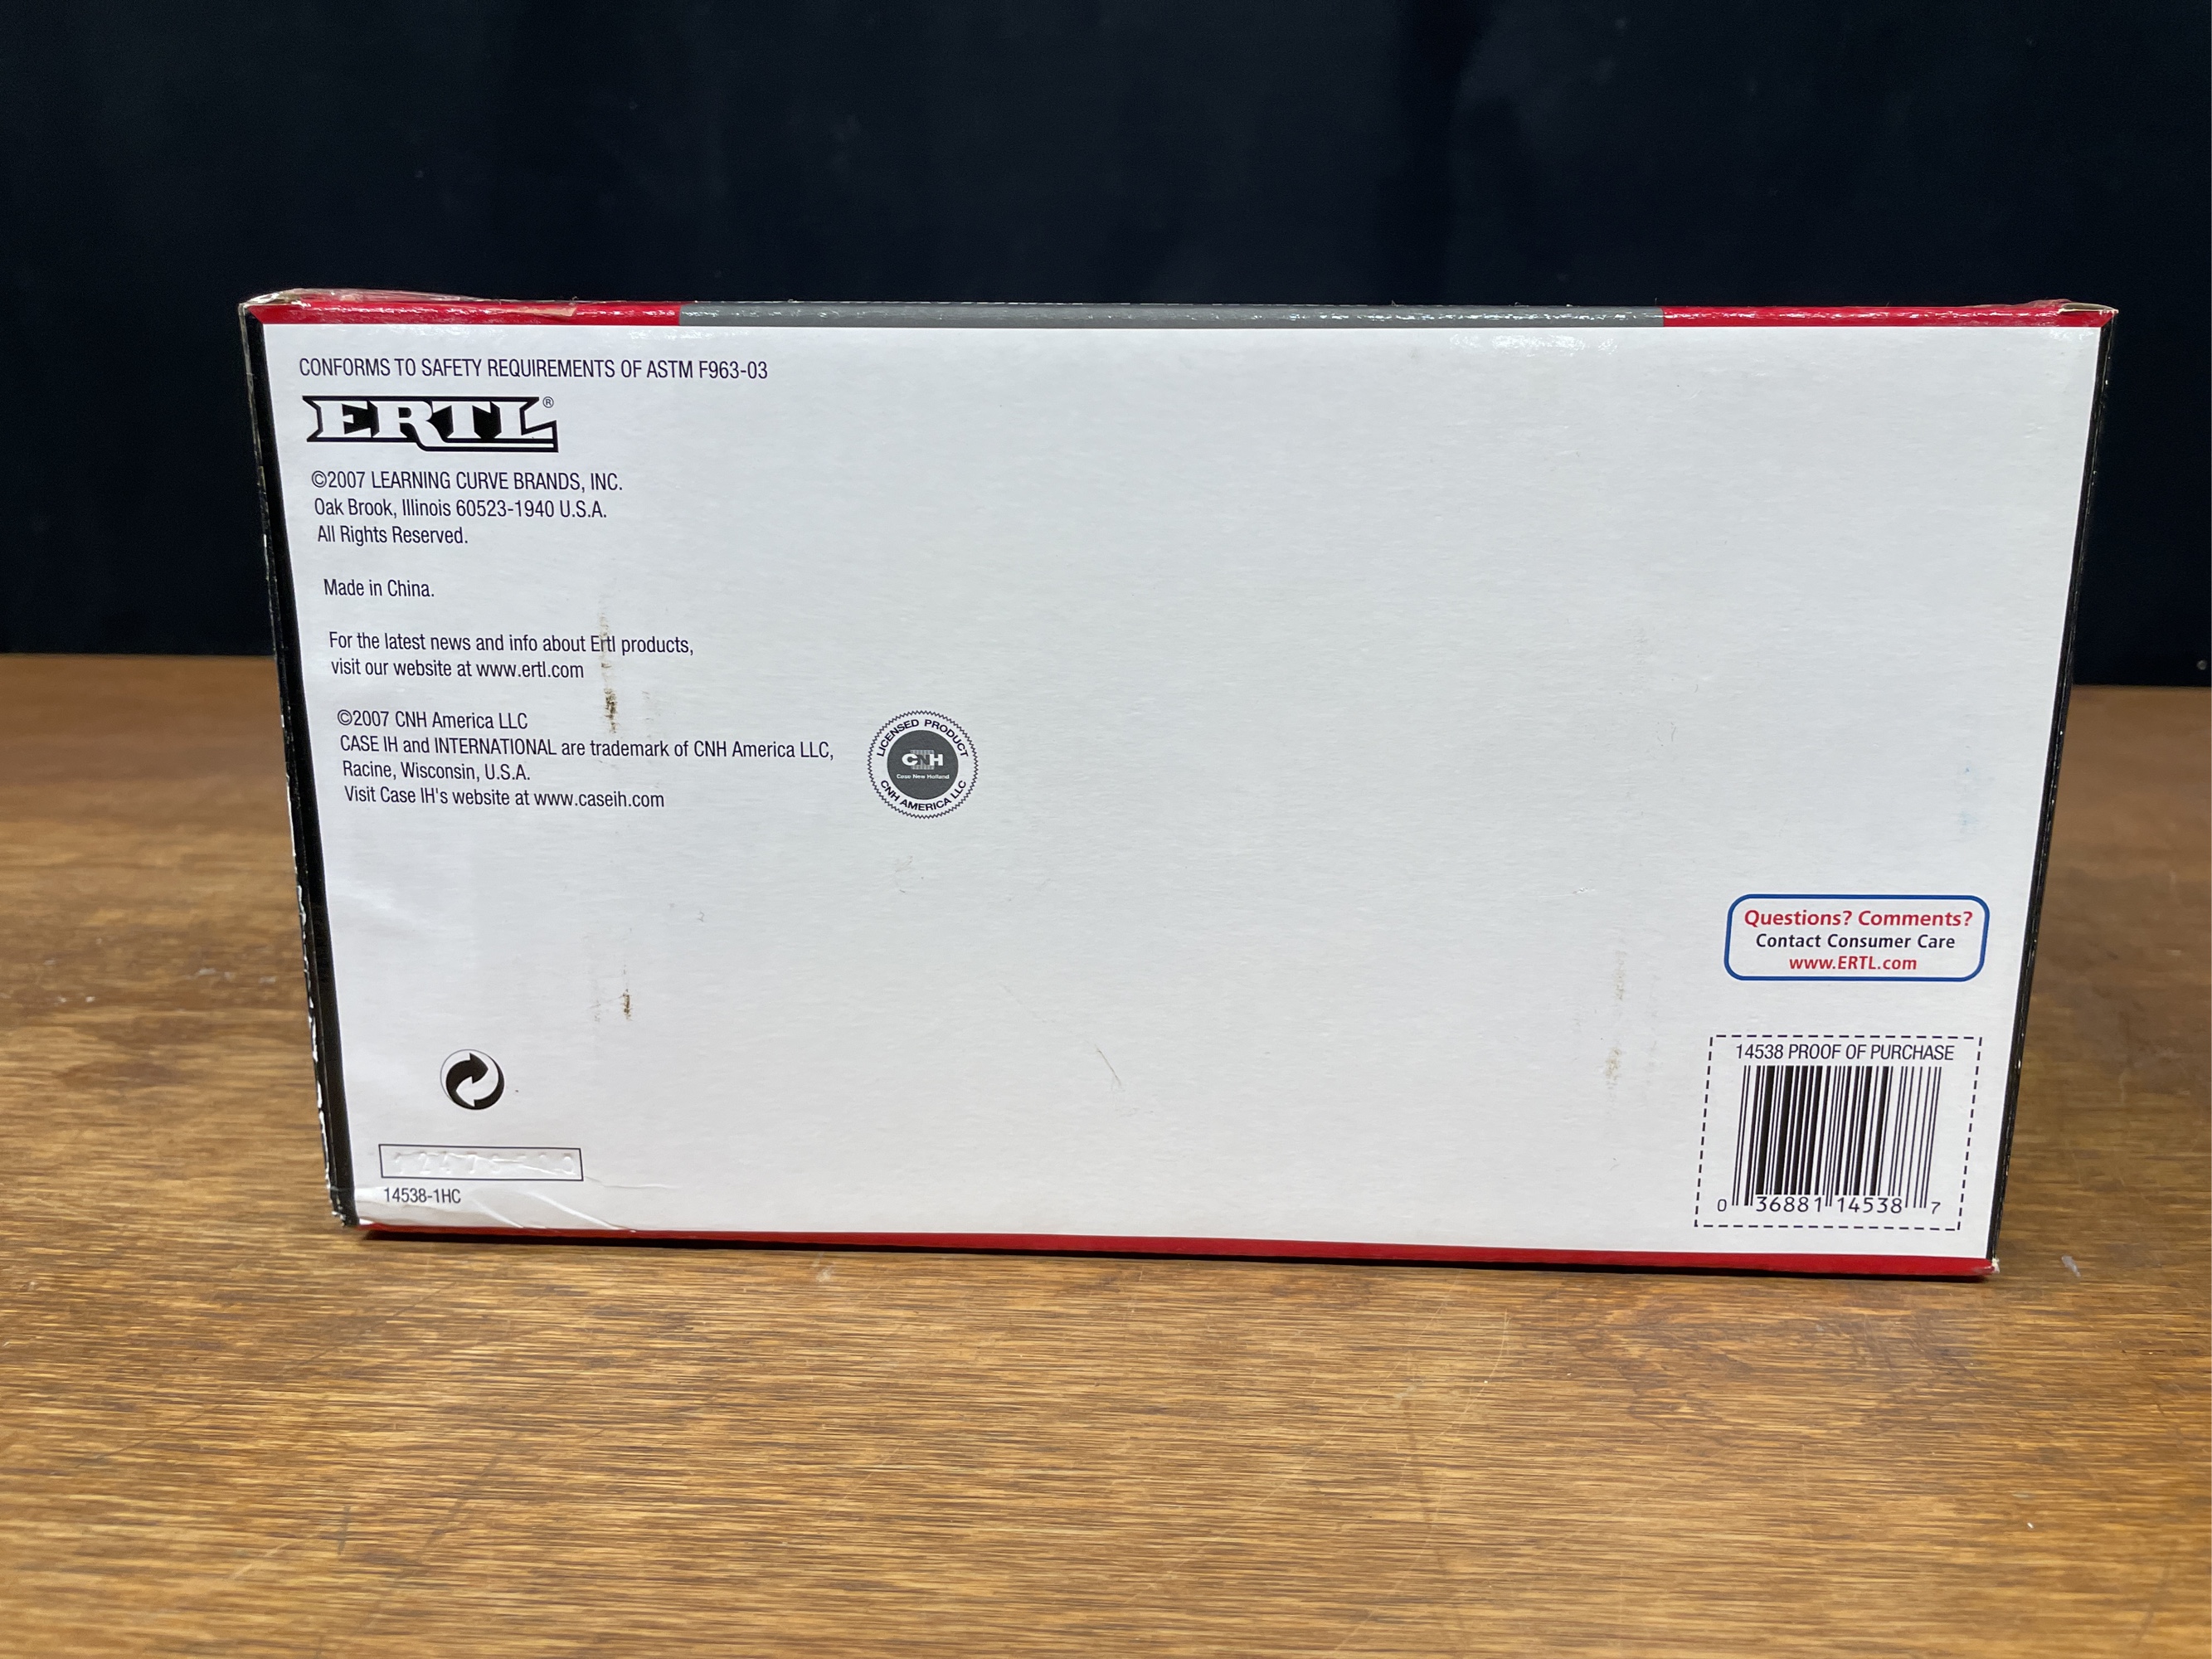 CONFORMS TO SAFETY REQUIREMENTS OF ASTM F963-03
ERTL®
©2007 LEARNING CURVE BRANDS, INC.
Oak Brook, Illinois 60523-1940 U.S.A.
All Rights Reserved.
Made in China.
For the latest news and info about Ertl products,
visit our website at www.ertl.com
©2007 CNH America LLC
CASE IH and INTERNATIONAL are trademark of CNH America LLC,
Racine, Wisconsin, U.S.A.
Visit Case IH's website at www.caseih.com
LICENSED PRODUCT
CNH
Case New Holland
CNH AMERICA LLC
Questions? Comments?
Contact Consumer Care
www.ERTL.com
14538 PROOF OF PURCHASE
0 36881 14538 7
14538-1HC